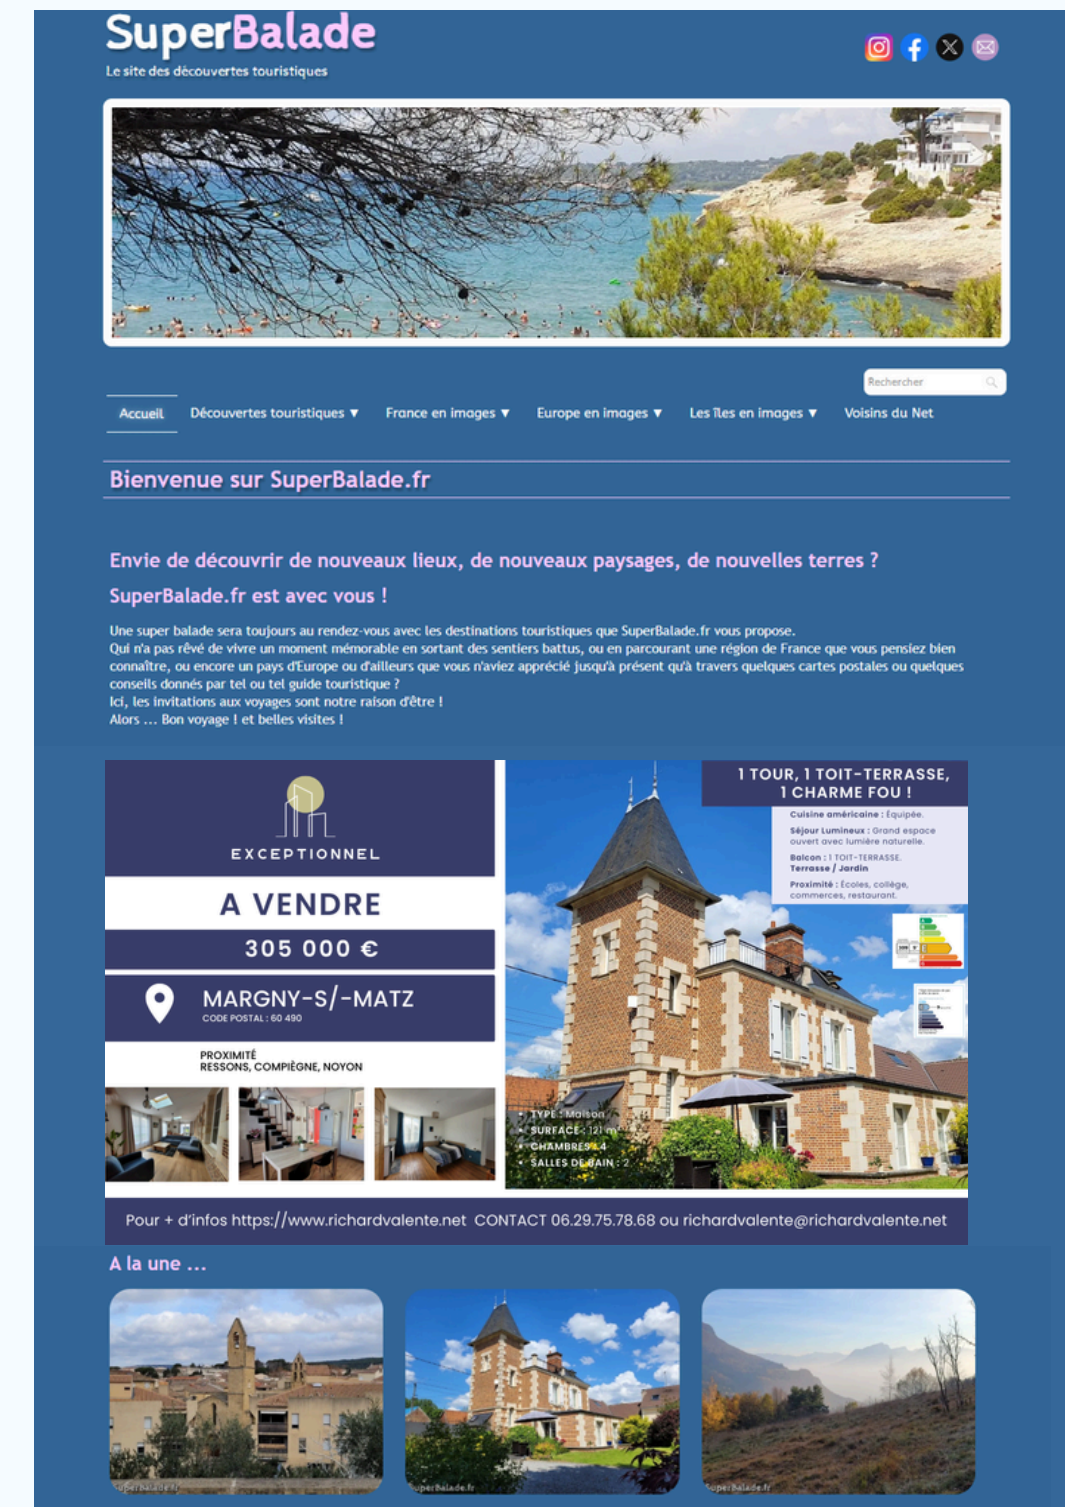 SuperBalade
Le site des découvertes touristiques
Rechercher
Accueil
Découvertes touristiques ▼
France en images ▼
Europe en images ▼
Les îles en images ▼
Voisins du Net
Bienvenue sur SuperBalade.fr
Envie de découvrir de nouveaux lieux, de nouveaux paysages, de nouvelles terres ?
SuperBalade.fr est avec vous !
Une super balade sera toujours au rendez-vous avec les destinations touristiques que SuperBalade.fr vous propose.
Qui n'a pas rêvé de vivre un moment mémorable en sortant des sentiers battus, ou en parcourant une région de France que vous pensiez bien
connaître, ou encore un pays d'Europe ou d'ailleurs que vous n'aviez apprécié jusqu'à présent qu'à travers quelques cartes postales ou quelques
conseils donnés par tel ou tel guide touristique ?
Ici, les invitations aux voyages sont notre raison d'être !
Alors ... Bon voyage ! et belles visites !
EXCEPTIONNEL
A VENDRE
305 000 €
MARGNY-S/-MATZ
CODE POSTAL : 60 490
PROXIMITÉ
RESSONS, COMPIÈGNE, NOYON
1 TOUR, 1 TOIT-TERRASSE,
1 CHARME FOU !
Cuisine américaine : Équipée.
Séjour Lumineux : Grand espace
ouvert avec lumière naturelle.
Balcon : 1 TOIT-TERRASSE.
Terrasse / Jardin
Proximité : Écoles, collège,
commerces, restaurant.
• TYPE : Maison
• SURFACE : 121 m²
• CHAMBRES : 4
• SALLES DE BAIN : 2
Pour + d'infos https://www.richardvalente.net CONTACT 06.29.75.78.68 ou richardvalente@richardvalente.net
A la une ...
SuperBalade.fr
SuperBalade.fr
SuperBalade.fr